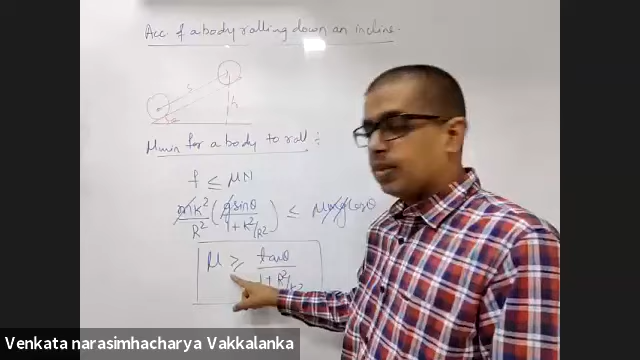 Acc. of a body rolling down an incline.
s
h
θ
μmin for a body to roll :
f ≤ μN
mK²/R² (g sinθ / 1 + K²/R²) ≤ μ mg cosθ
μ ≥ tanθ / 1 + R²/K²
Venkata narasimhacharya Vakkalanka